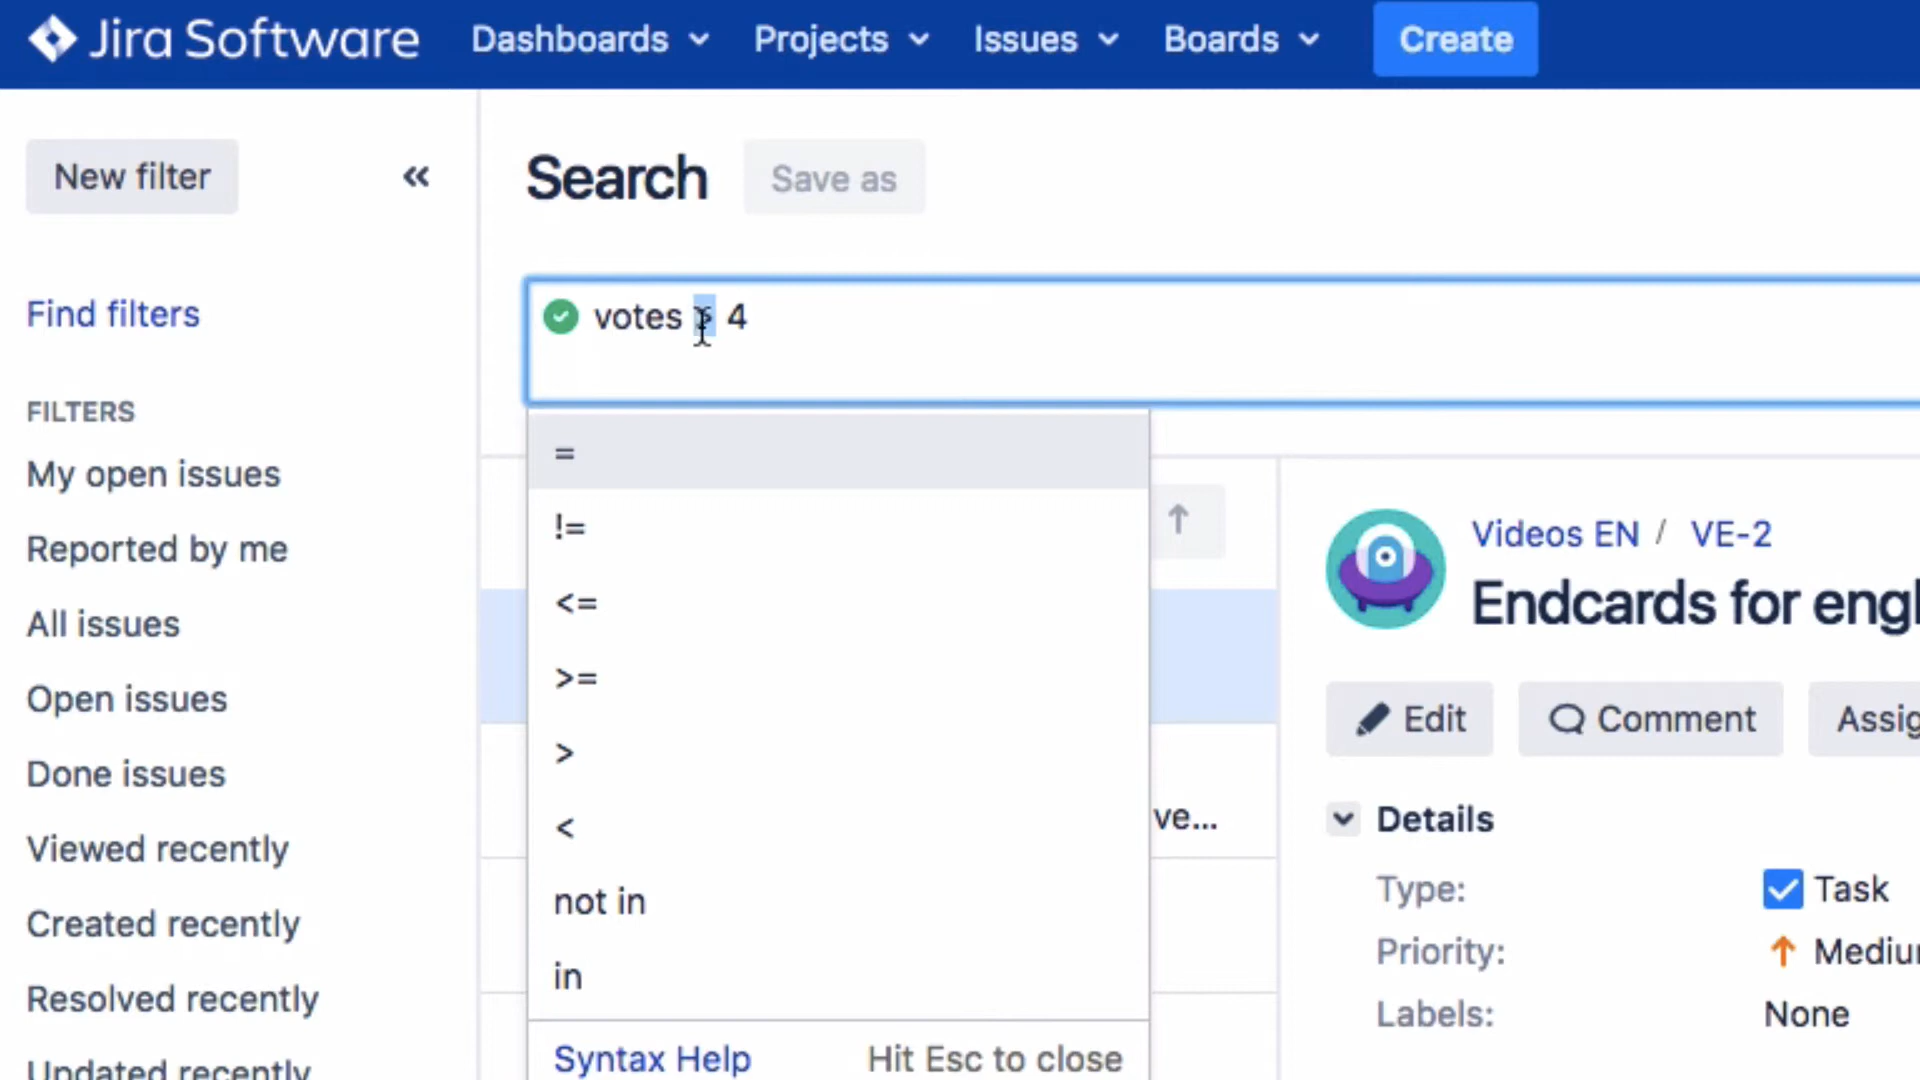 Jira Software Dashboards Projects Issues Boards Create
New filter
Search Save as
Find filters
votes > 4
FILTERS
My open issues
Reported by me
All issues
Open issues
Done issues
Viewed recently
Created recently
Resolved recently
Updated recently
=
!=
<=
>=
>
<
not in
in
Syntax Help Hit Esc to close
ve...
Videos EN / VE-2
Endcards for engl
Edit Comment Assig
Details
Type: Task
Priority: Mediu
Labels: None